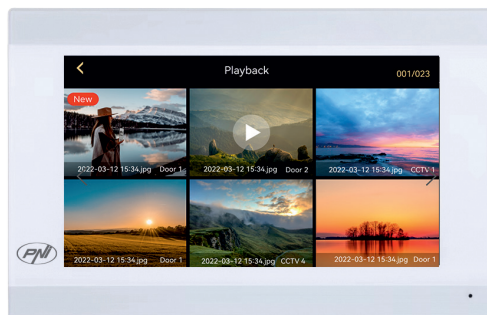 Playback
001/023
New
2022-03-12 15:34.jpg Door 1
2022-03-12 15:34.jpg Door 2
2022-03-12 15:34.jpg CCTV 1
2022-03-12 15:34.jpg Door 1
2022-03-12 15:34.jpg CCTV 4
2022-03-12 15:34.jpg Door 1
PNI